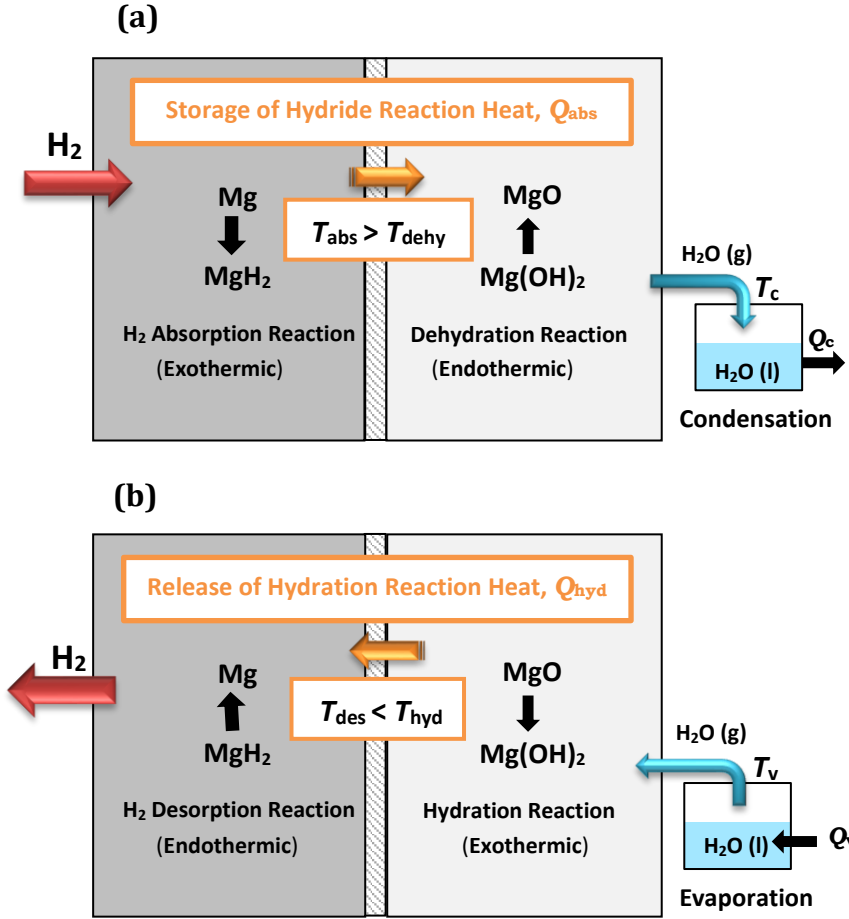 (a)
Storage of Hydride Reaction Heat, Qabs
H₂
Mg
MgO
Tabs > Tdehy
MgH₂
Mg(OH)₂
H₂O (g)
Tc
H₂ Absorption Reaction
(Exothermic)
Dehydration Reaction
(Endothermic)
Qc
H₂O (l)
Condensation
(b)
Release of Hydration Reaction Heat, Qhyd
H₂
Mg
MgO
Tdes < Thyd
MgH₂
Mg(OH)₂
H₂O (g)
Tv
H₂ Desorption Reaction
(Endothermic)
Hydration Reaction
(Exothermic)
H₂O (l)
Q
Evaporation